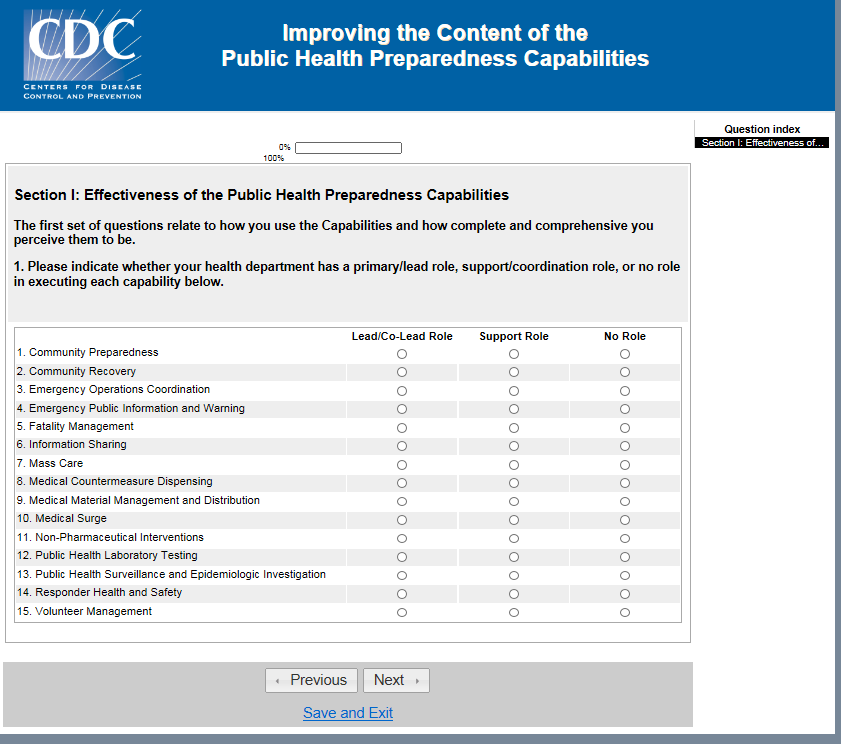 CDC
CENTERS FOR DISEASE
CONTROL AND PREVENTION
Improving the Content of the
Public Health Preparedness Capabilities
Question index
Section I: Effectiveness of...
0%
100%
Section I: Effectiveness of the Public Health Preparedness Capabilities
The first set of questions relate to how you use the Capabilities and how complete and comprehensive you
perceive them to be.
1. Please indicate whether your health department has a primary/lead role, support/coordination role, or no role
in executing each capability below.
Lead/Co-Lead Role Support Role No Role
1. Community Preparedness
2. Community Recovery
3. Emergency Operations Coordination
4. Emergency Public Information and Warning
5. Fatality Management
6. Information Sharing
7. Mass Care
8. Medical Countermeasure Dispensing
9. Medical Material Management and Distribution
10. Medical Surge
11. Non-Pharmaceutical Interventions
12. Public Health Laboratory Testing
13. Public Health Surveillance and Epidemiologic Investigation
14. Responder Health and Safety
15. Volunteer Management
Previous Next
Save and Exit